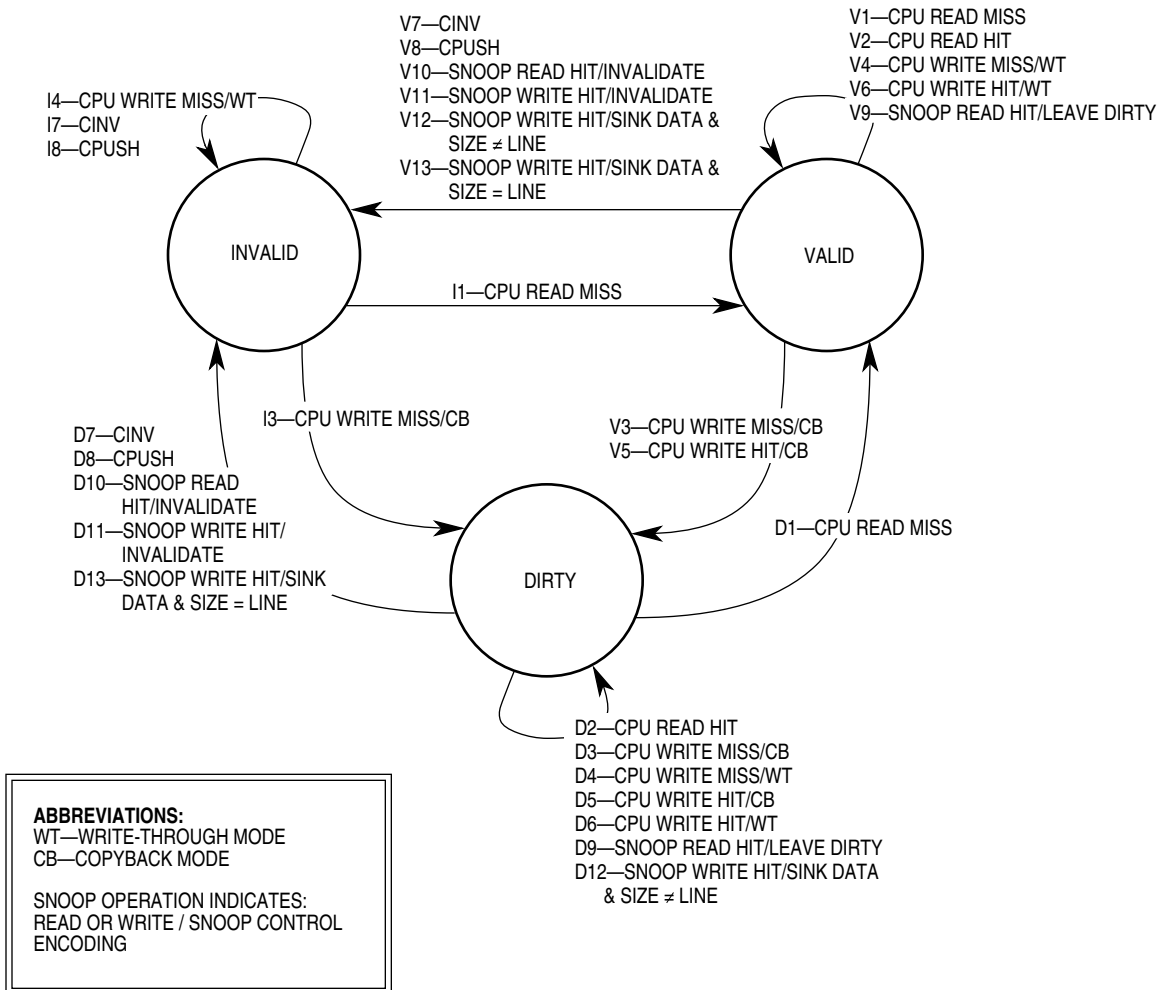 V7—CINV
V8—CPUSH
V10—SNOOP READ HIT/INVALIDATE
V11—SNOOP WRITE HIT/INVALIDATE
V12—SNOOP WRITE HIT/SINK DATA &
SIZE ≠ LINE
V13—SNOOP WRITE HIT/SINK DATA &
SIZE = LINE
V1—CPU READ MISS
V2—CPU READ HIT
V4—CPU WRITE MISS/WT
V6—CPU WRITE HIT/WT
V9—SNOOP READ HIT/LEAVE DIRTY
I4—CPU WRITE MISS/WT
I7—CINV
I8—CPUSH
INVALID
VALID
I1—CPU READ MISS
I3—CPU WRITE MISS/CB
V3—CPU WRITE MISS/CB
V5—CPU WRITE HIT/CB
D7—CINV
D8—CPUSH
D10—SNOOP READ
HIT/INVALIDATE
D11—SNOOP WRITE HIT/
INVALIDATE
D13—SNOOP WRITE HIT/SINK
DATA & SIZE = LINE
D1—CPU READ MISS
DIRTY
D2—CPU READ HIT
D3—CPU WRITE MISS/CB
D4—CPU WRITE MISS/WT
D5—CPU WRITE HIT/CB
D6—CPU WRITE HIT/WT
D9—SNOOP READ HIT/LEAVE DIRTY
D12—SNOOP WRITE HIT/SINK DATA
& SIZE ≠ LINE
ABBREVIATIONS:
WT—WRITE-THROUGH MODE
CB—COPYBACK MODE
SNOOP OPERATION INDICATES:
READ OR WRITE / SNOOP CONTROL
ENCODING